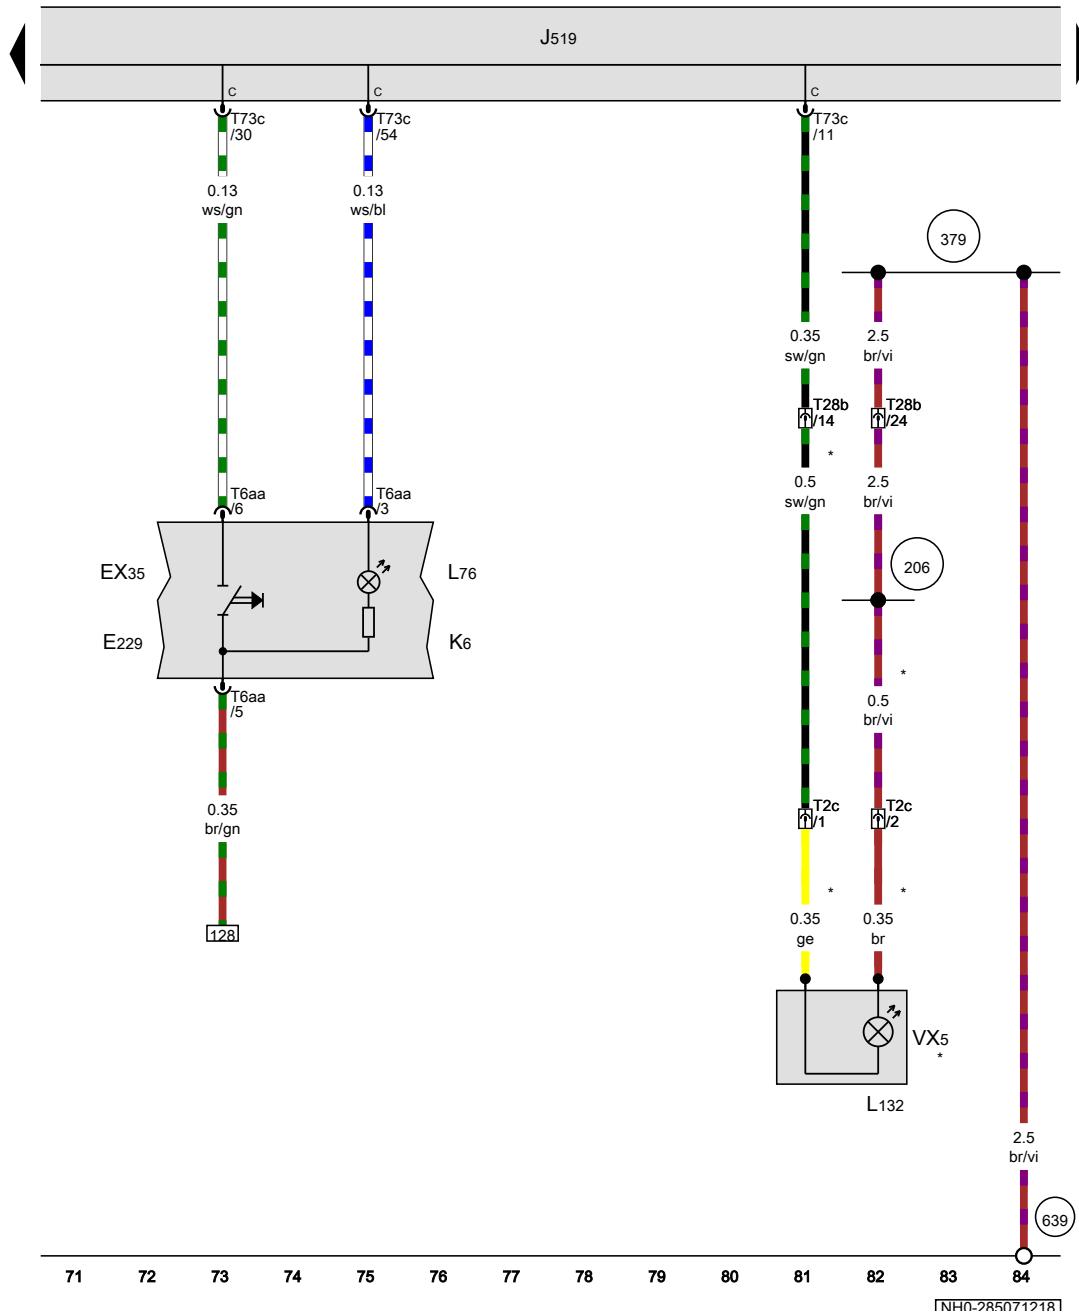 J519
c
c
c
T73c
/30
T73c
/54
T73c
/11
0.13
ws/gn
0.13
ws/bl
379
0.35
sw/gn
2.5
br/vi
T28b
/14
T28b
/24
*
0.5
sw/gn
2.5
br/vi
T6aa
/6
T6aa
/3
EX35
L76
206
E229
K6
*
T6aa
/5
0.5
br/vi
0.35
br/gn
T2c
/1
T2c
/2
*
*
128
0.35
ge
0.35
br
VX5
*
L132
2.5
br/vi
639
71 72 73 74 75 76 77 78 79 80 81 82 83 84
NH0-285071218